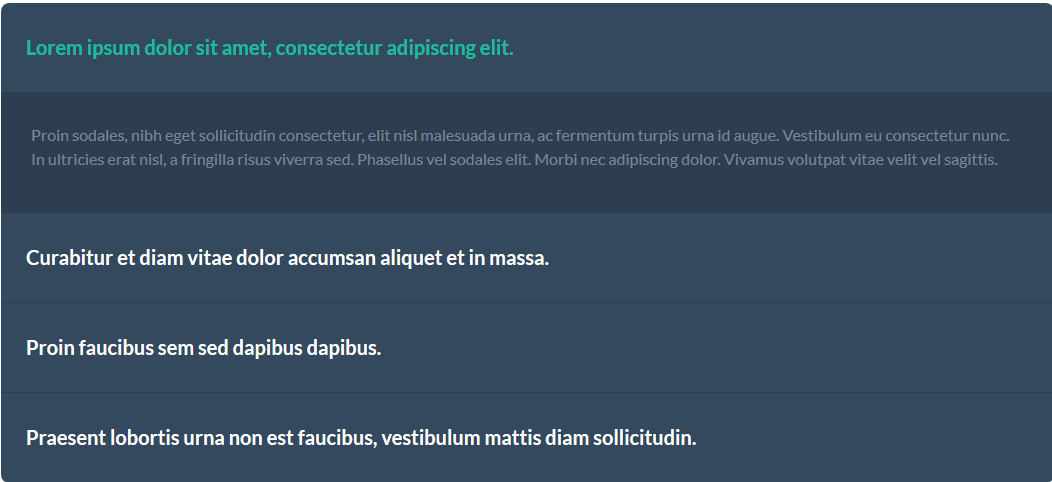 Lorem ipsum dolor sit amet, consectetur adipiscing elit.
Proin sodales, nibh eget sollicitudin consectetur, elit nisl malesuada urna, ac fermentum turpis urna id augue. Vestibulum eu consectetur nunc.
In ultricies erat nisl, a fringilla risus viverra sed. Phasellus vel sodales elit. Morbi nec adipiscing dolor. Vivamus volutpat vitae velit vel sagittis.
Curabitur et diam vitae dolor accumsan aliquet et in massa.
Proin faucibus sem sed dapibus dapibus.
Praesent lobortis urna non est faucibus, vestibulum mattis diam sollicitudin.